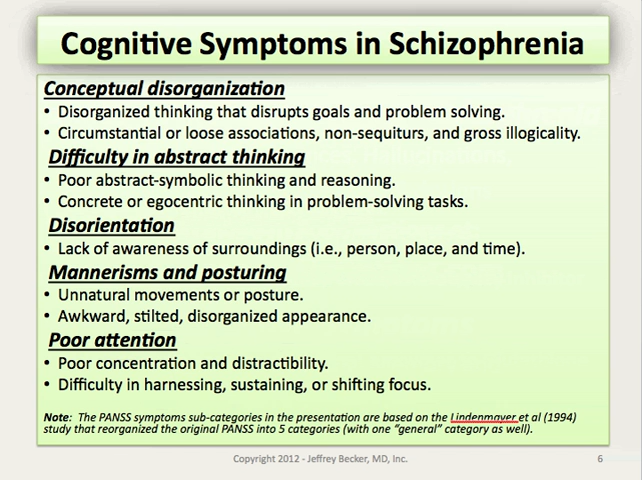 Cognitive Symptoms in Schizophrenia
Conceptual disorganization
• Disorganized thinking that disrupts goals and problem solving.
• Circumstantial or loose associations, non-sequiturs, and gross illogicality.
Difficulty in abstract thinking
• Poor abstract-symbolic thinking and reasoning.
• Concrete or egocentric thinking in problem-solving tasks.
Disorientation
• Lack of awareness of surroundings (i.e., person, place, and time).
Mannerisms and posturing
• Unnatural movements or posture.
• Awkward, stilted, disorganized appearance.
Poor attention
• Poor concentration and distractibility.
• Difficulty in harnessing, sustaining, or shifting focus.
Note: The PANSS symptoms sub-categories in the presentation are based on the Lindenmayer et al (1994)
study that reorganized the original PANSS into 5 categories (with one "general" category as well).
Copyright 2012 - Jeffrey Becker, MD, Inc.
6